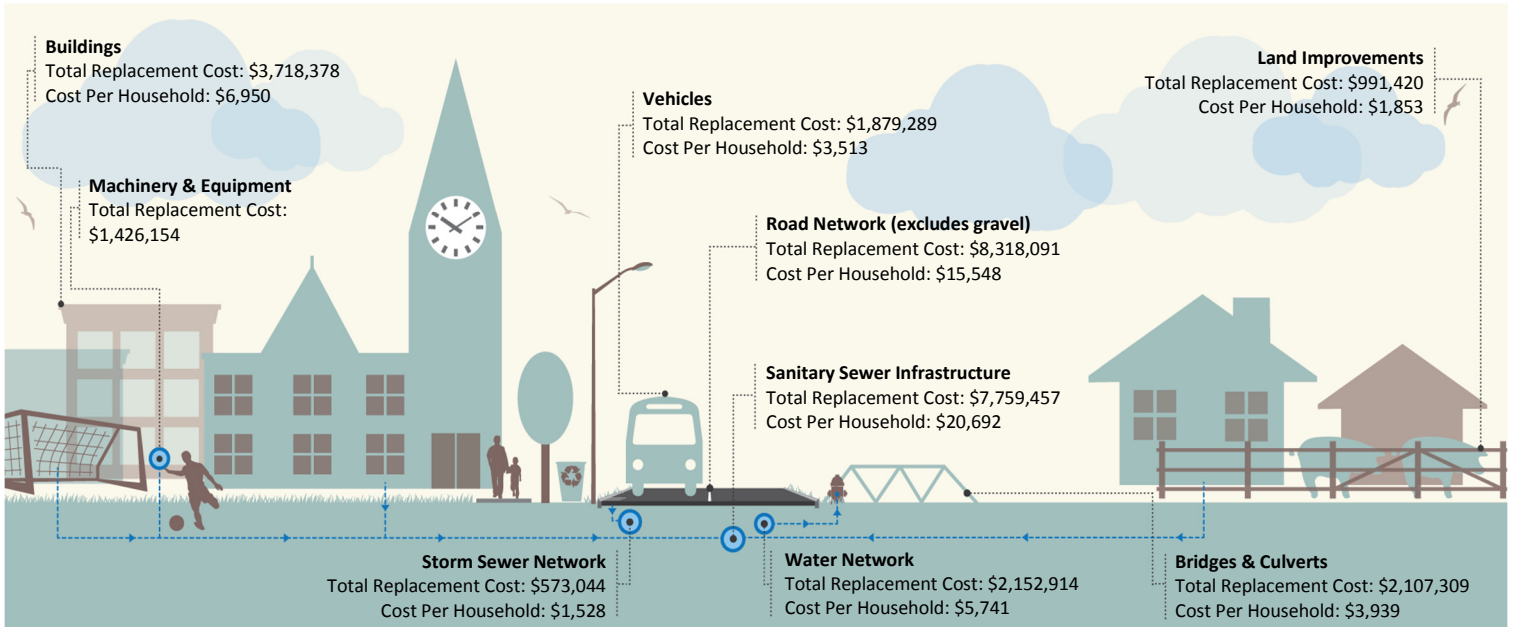 Buildings
Total Replacement Cost: $3,718,378
Cost Per Household: $6,950
Land Improvements
Total Replacement Cost: $991,420
Cost Per Household: $1,853
Vehicles
Total Replacement Cost: $1,879,289
Cost Per Household: $3,513
Machinery & Equipment
Total Replacement Cost:
$1,426,154
Road Network (excludes gravel)
Total Replacement Cost: $8,318,091
Cost Per Household: $15,548
Sanitary Sewer Infrastructure
Total Replacement Cost: $7,759,457
Cost Per Household: $20,692
Storm Sewer Network
Total Replacement Cost: $573,044
Cost Per Household: $1,528
Water Network
Total Replacement Cost: $2,152,914
Cost Per Household: $5,741
Bridges & Culverts
Total Replacement Cost: $2,107,309
Cost Per Household: $3,939